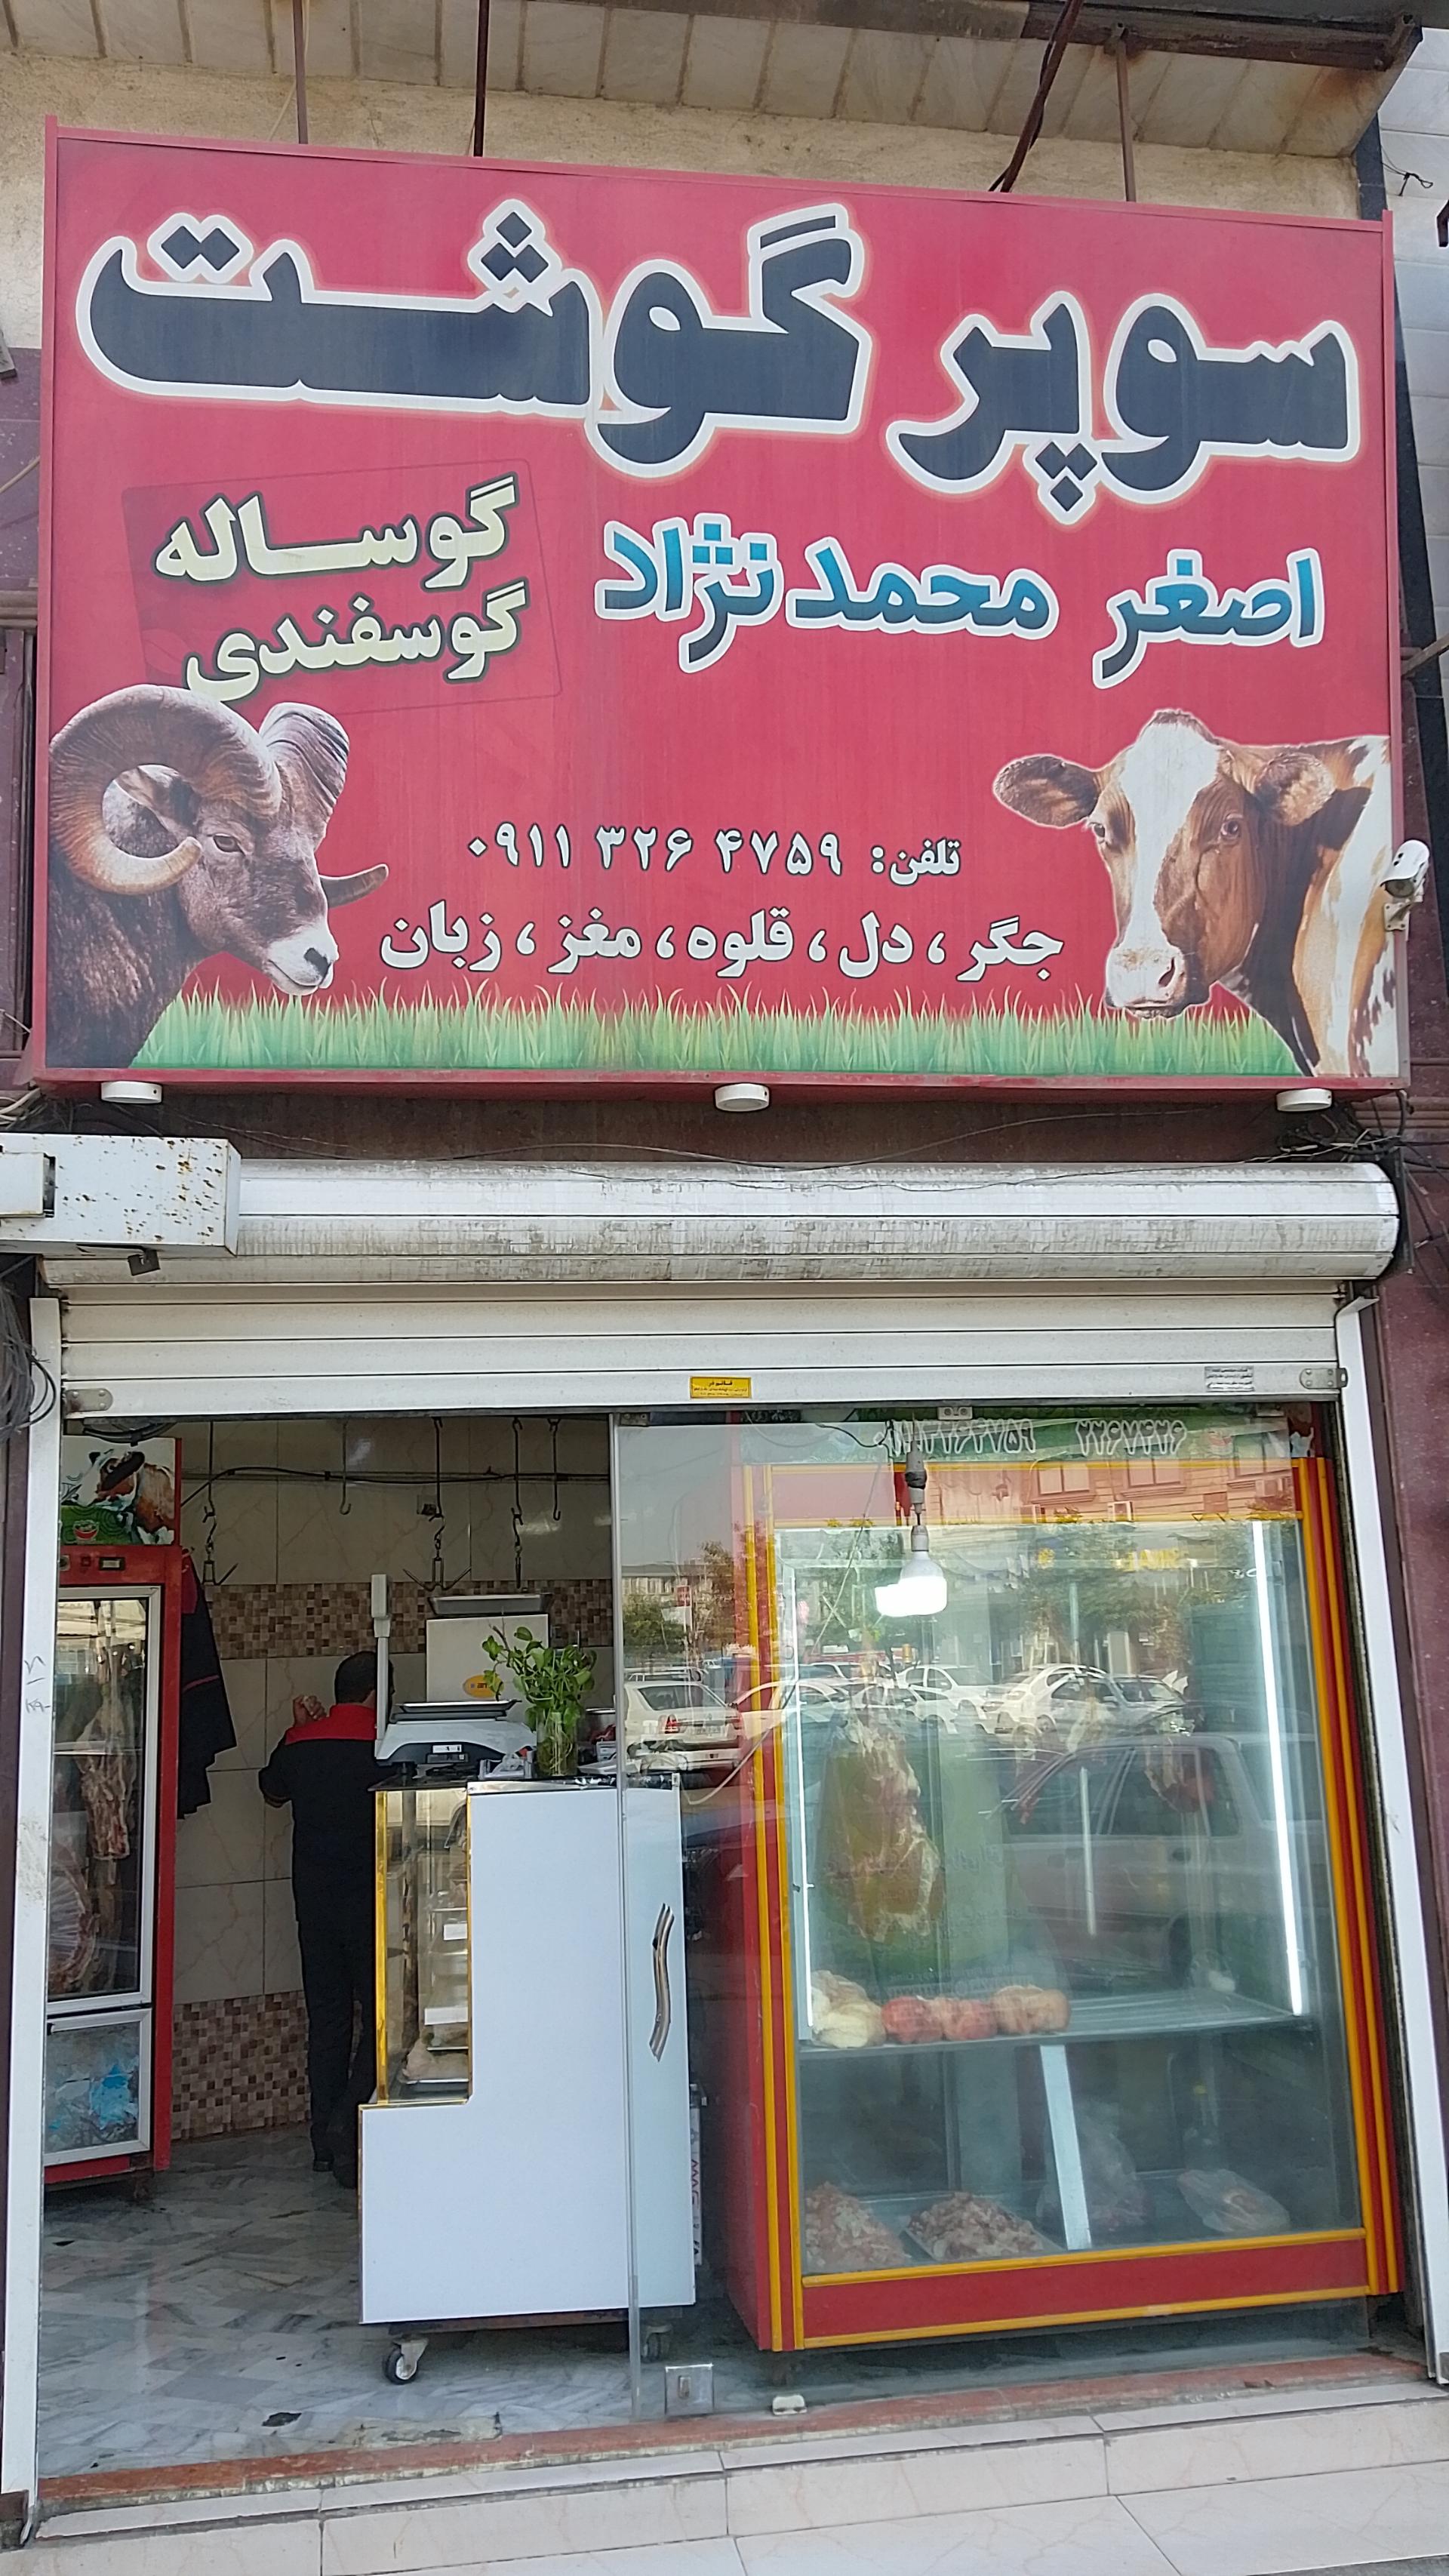 سوپر گوشت
اصغر محمدنژاد
گوساله
گوسفندی
تلفن: ۰۹۱۱ ۳۲۶ ۴۷۵۹
جگر ، دل ، قلوه ، مغز ، زبان